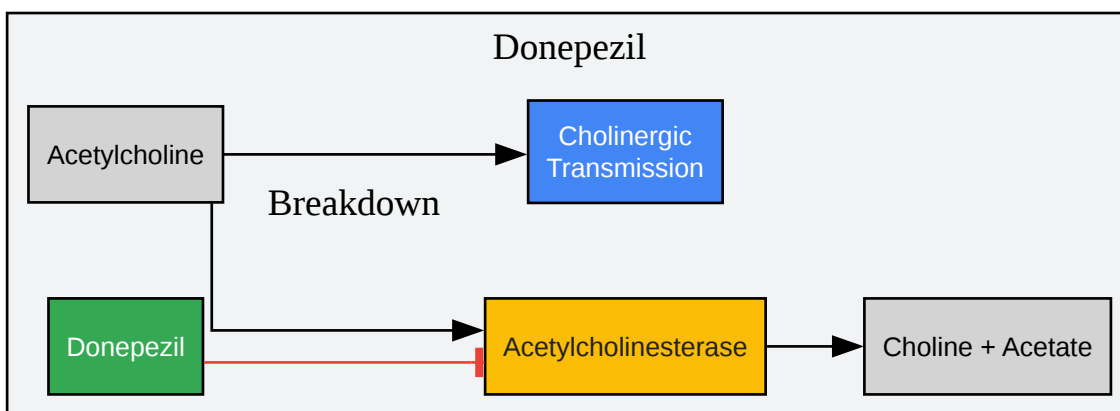 Donepezil
Acetylcholine
Cholinergic
Transmission
Breakdown
Donepezil
Acetylcholinesterase
Choline + Acetate